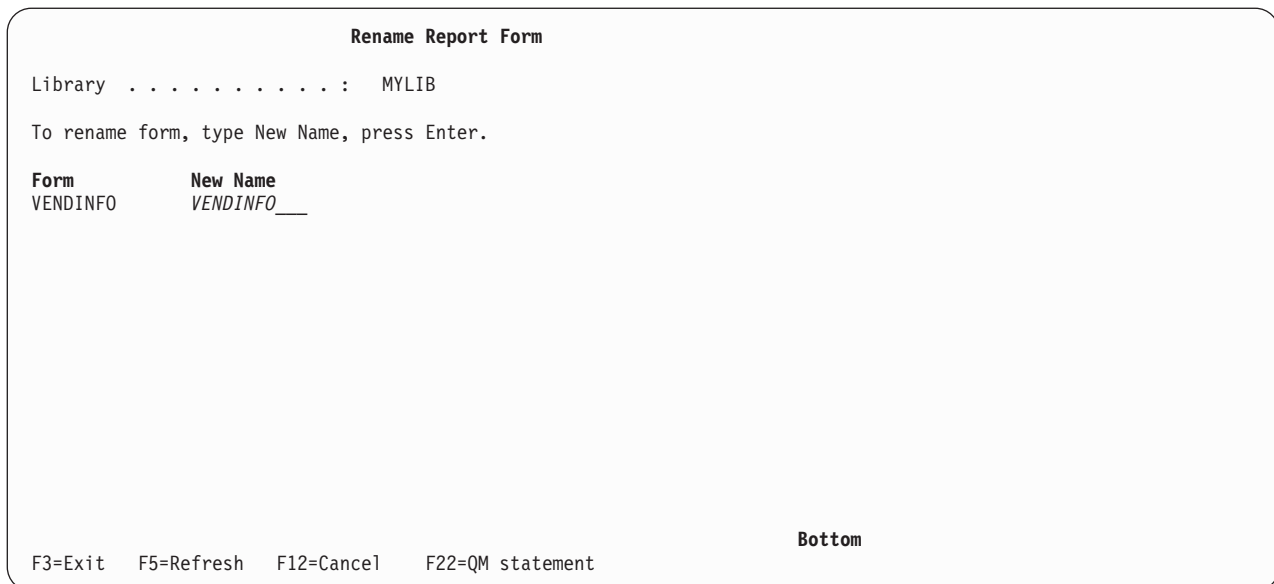 Rename Report Form
Library . . . . . . . . . . : MYLIB
To rename form, type New Name, press Enter.
Form New Name
VENDINFO VENDINFO___
Bottom
F3=Exit F5=Refresh F12=Cancel F22=QM statement